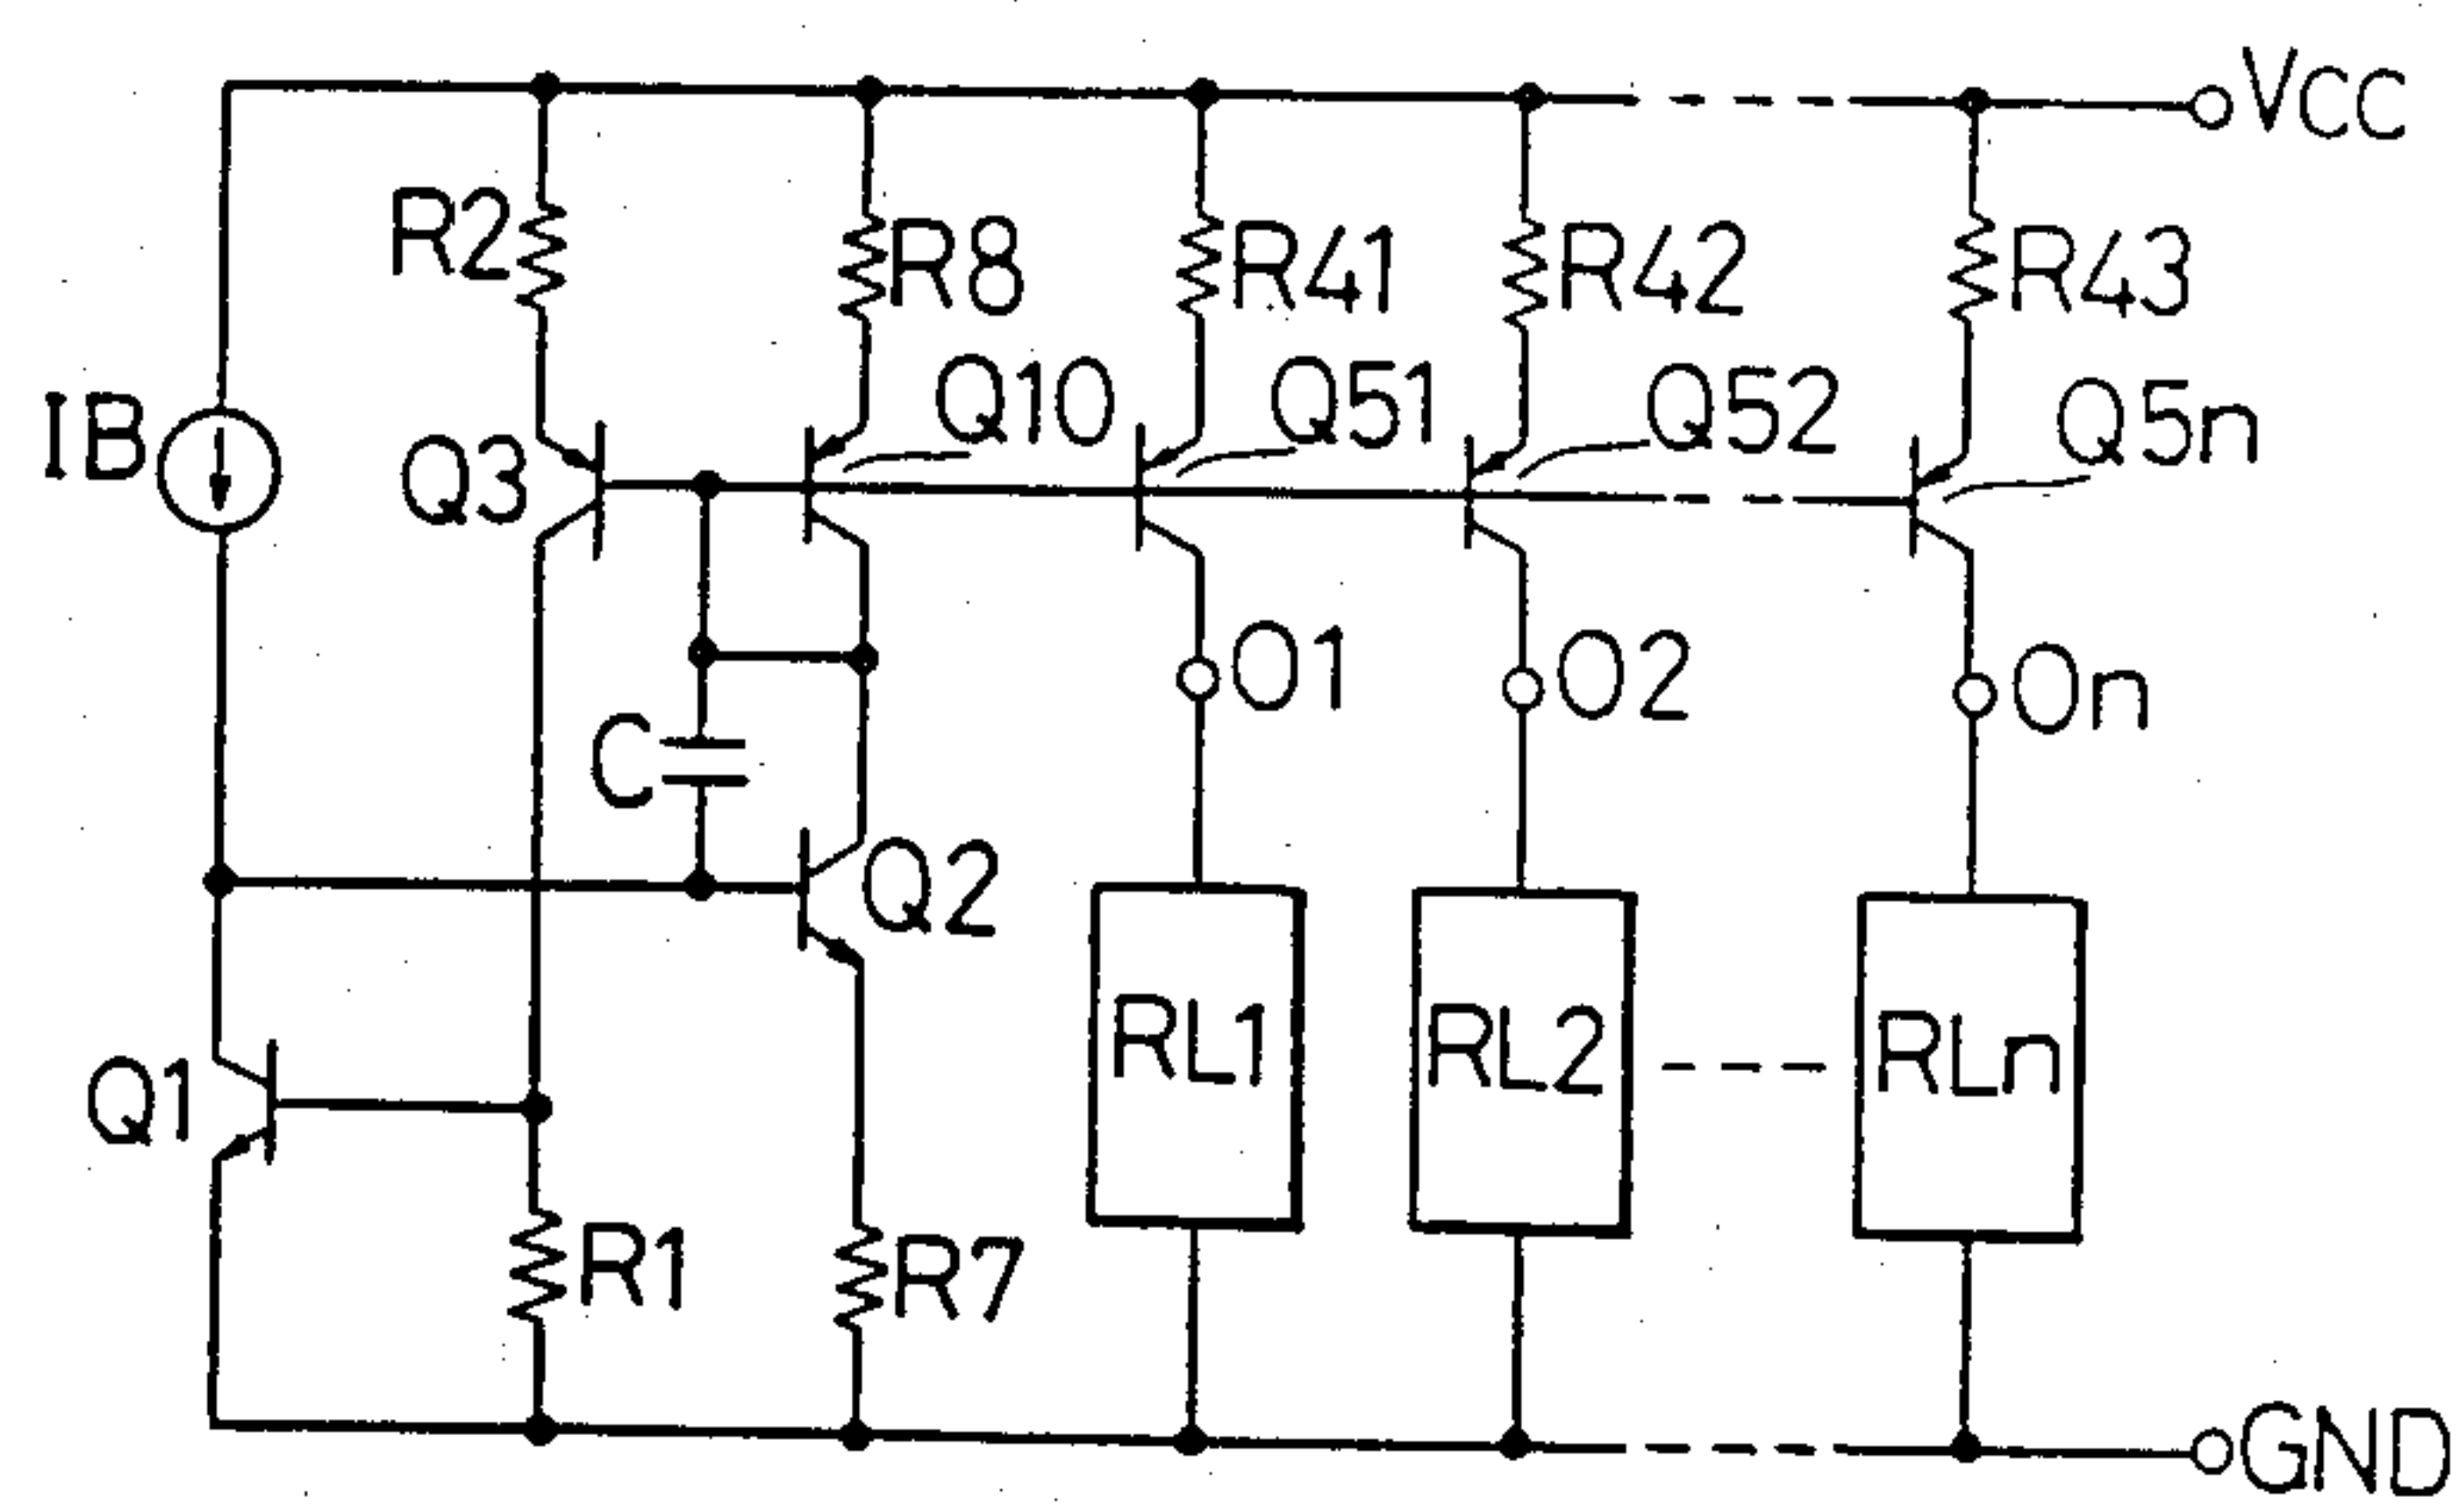 VCC
R2
R8
R41
R42
R43
IB
Q3
Q10
Q51
Q52
Q5n
O1
O2
On
C
Q2
Q1
RL1
RL2
RLn
R1
R7
GND